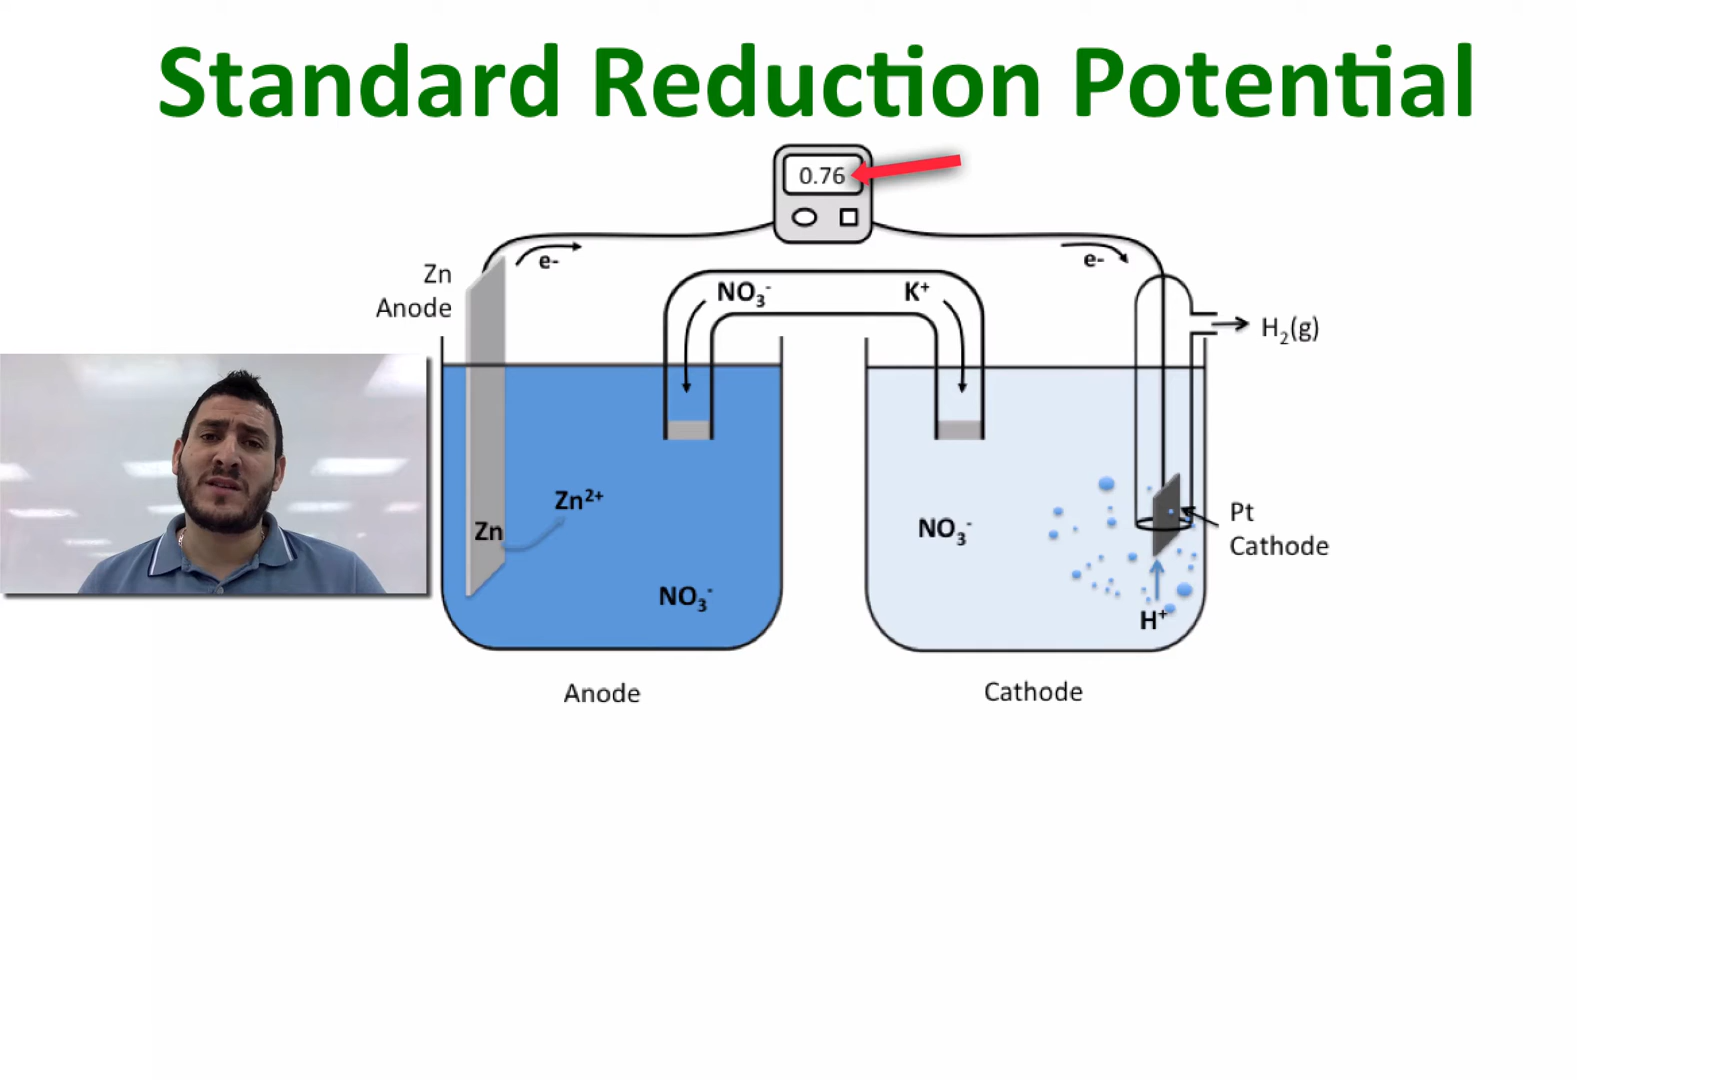 Standard Reduction Potential
0.76
e-
e-
Zn
Anode
NO₃⁻
K⁺
H₂(g)
Zn
Zn²⁺
NO₃⁻
NO₃⁻
H⁺
Pt
Cathode
Anode
Cathode